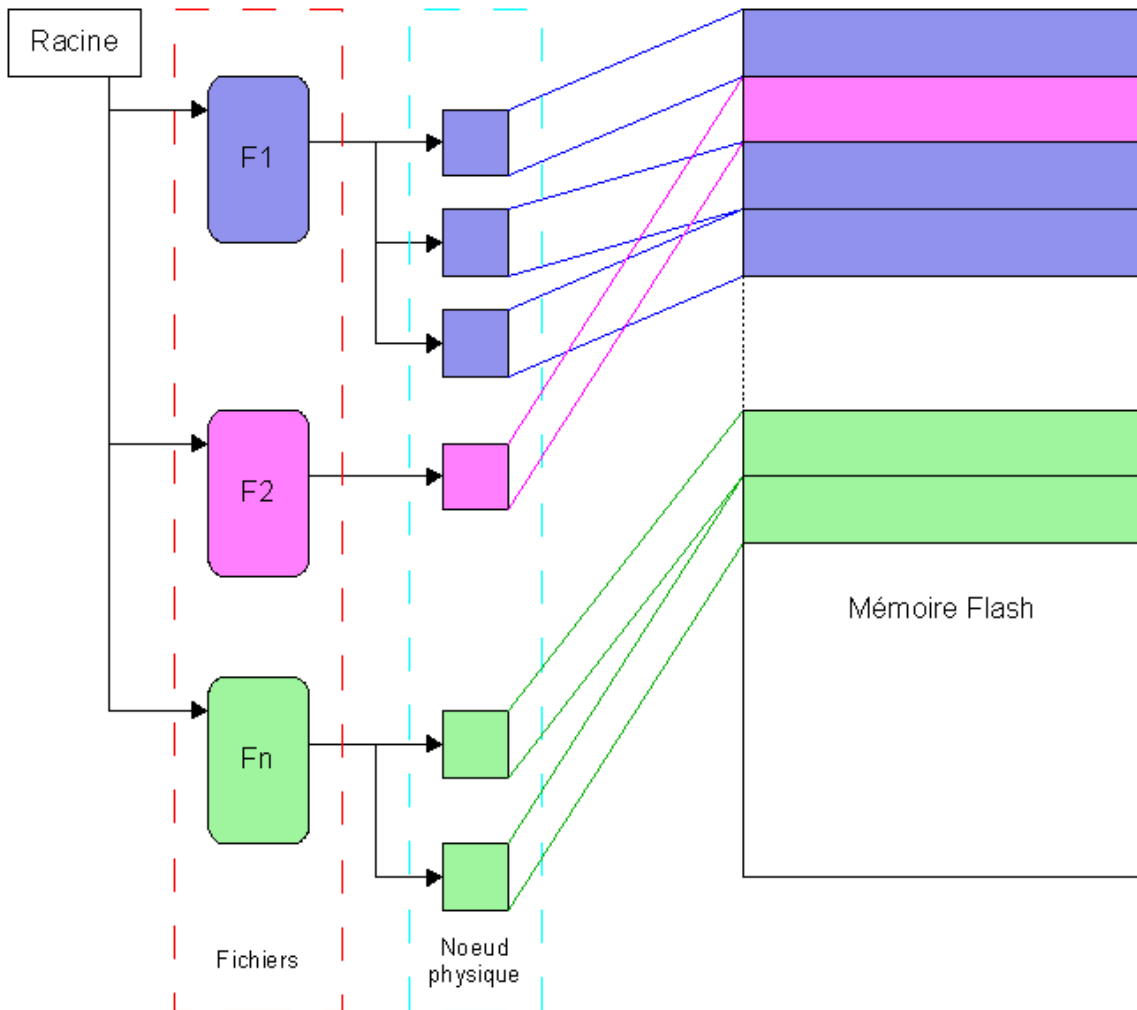 Racine
F1
F2
Fn
Mémoire Flash
Fichiers
Noeud
physique